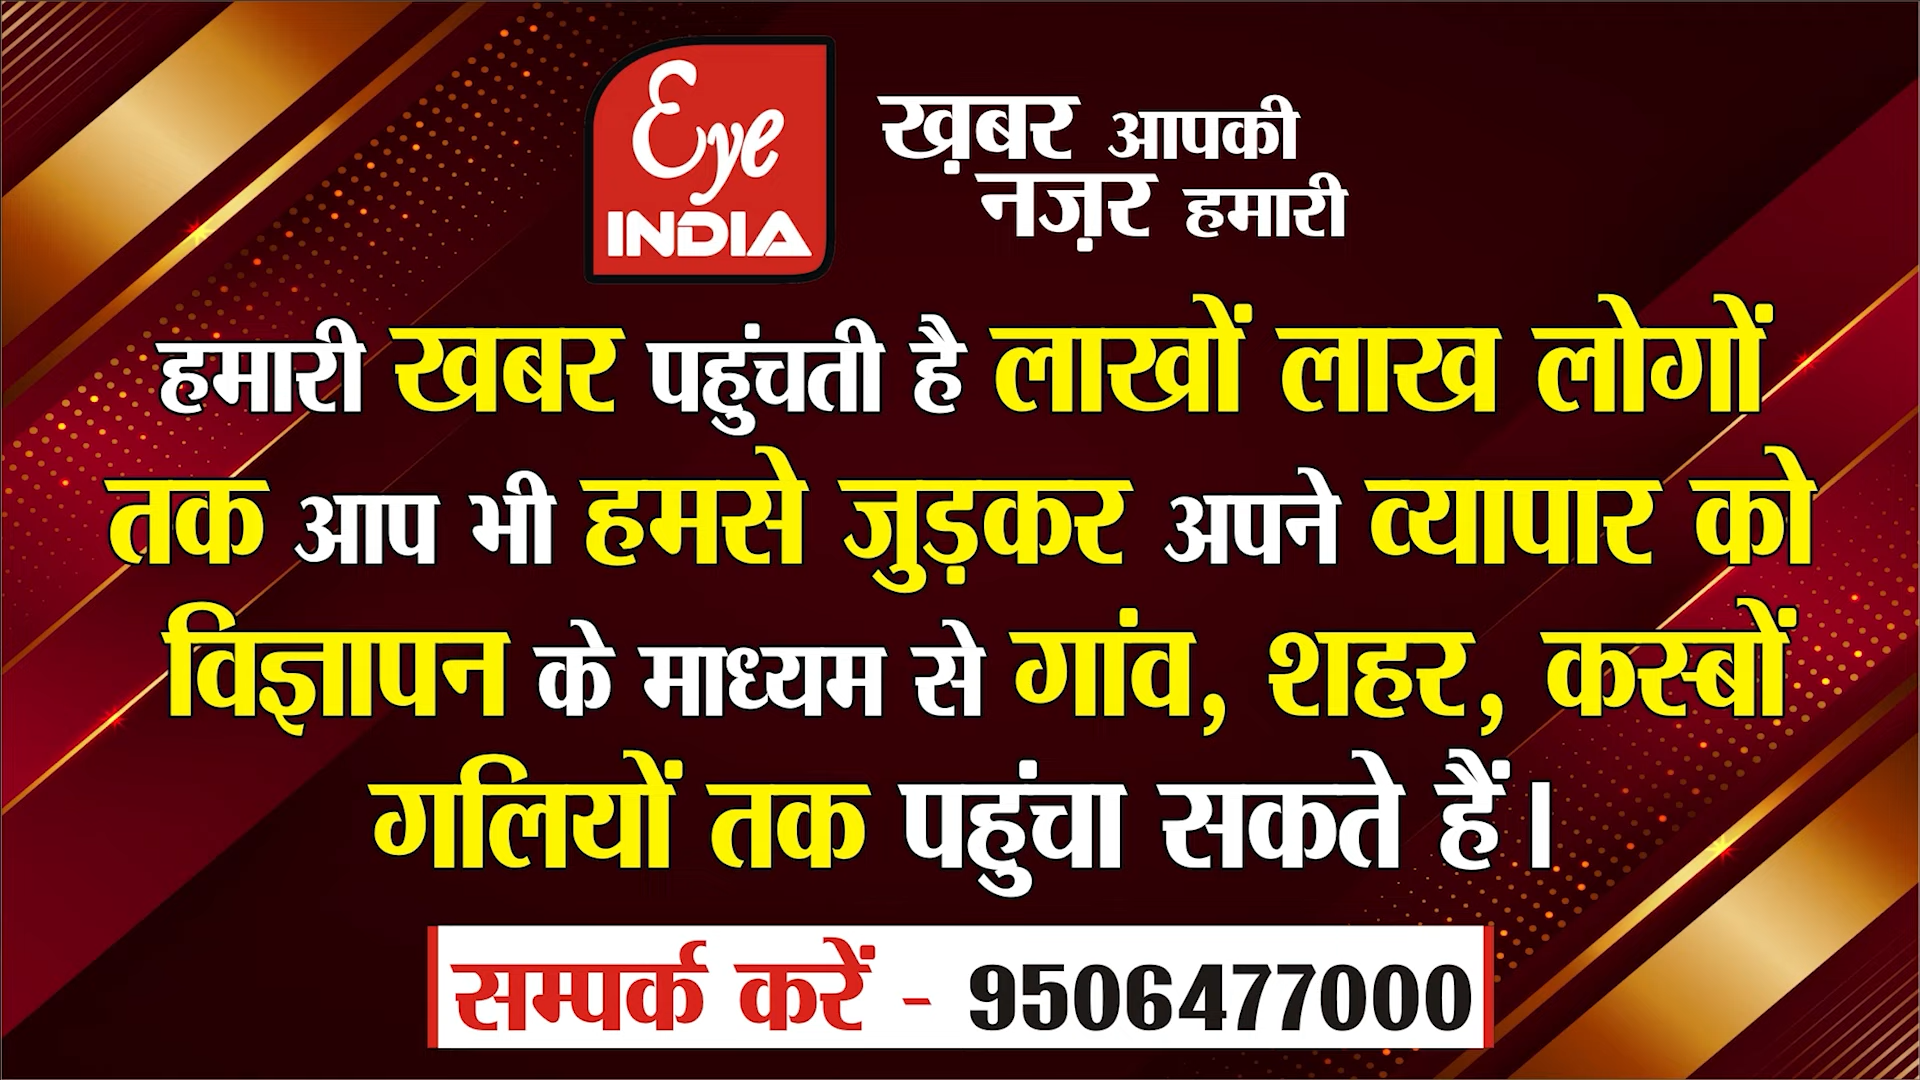 Eye
INDIA
ख़बर आपकी
नज़र हमारी
हमारी खबर पहुंचती है लाखों लाख लोगों
तक आप भी हमसे जुड़कर अपने व्यापार को
विज्ञापन के माध्यम से गांव, शहर, कस्बों
गलियों तक पहुंचा सकते हैं।
सम्पर्क करें - 9506477000